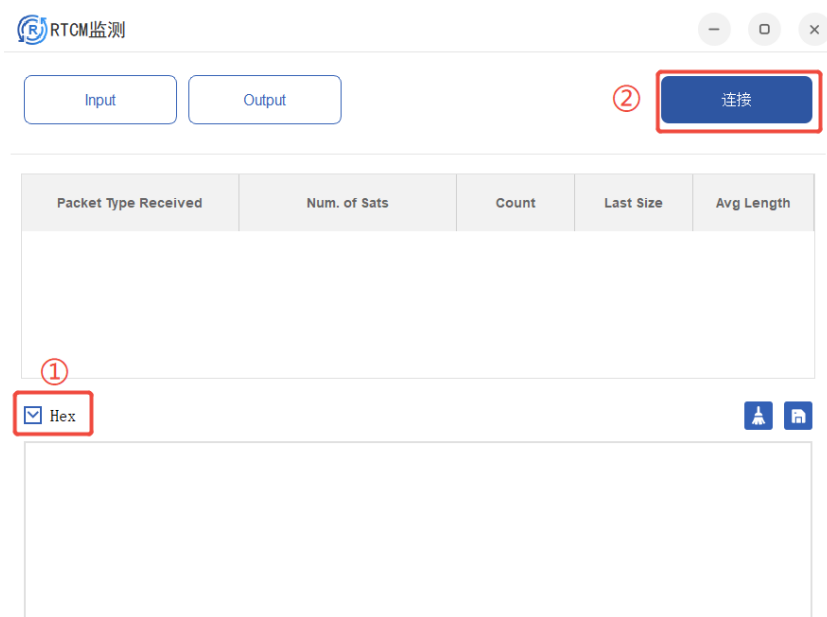 RTCM监测
Input
Output
②
连接
Packet Type Received
Num. of Sats
Count
Last Size
Avg Length
①
Hex